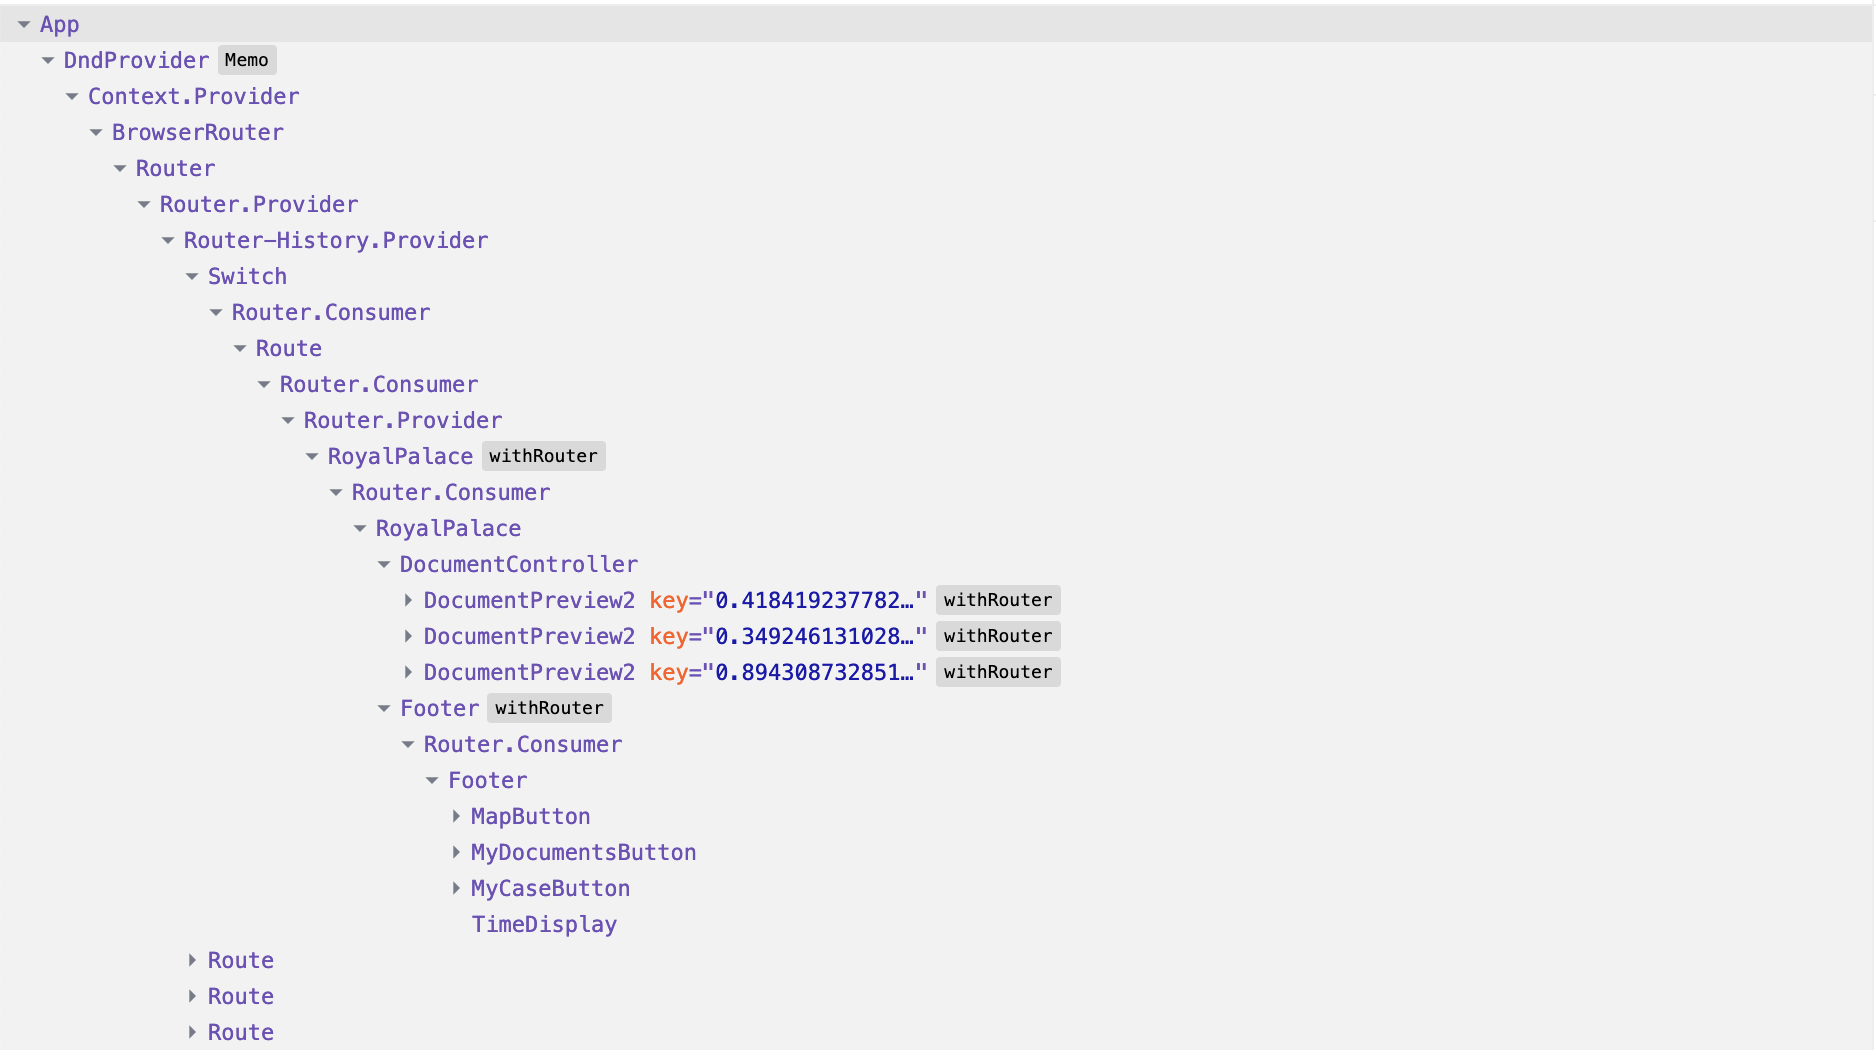 App
DndProvider Memo
Context.Provider
BrowserRouter
Router
Router.Provider
Router-History.Provider
Switch
Router.Consumer
Route
Router.Consumer
Router.Provider
RoyalPalace withRouter
Router.Consumer
RoyalPalace
DocumentController
DocumentPreview2 key="0.418419237782…" withRouter
DocumentPreview2 key="0.349246131028…" withRouter
DocumentPreview2 key="0.894308732851…" withRouter
Footer withRouter
Router.Consumer
Footer
MapButton
MyDocumentsButton
MyCaseButton
TimeDisplay
Route
Route
Route